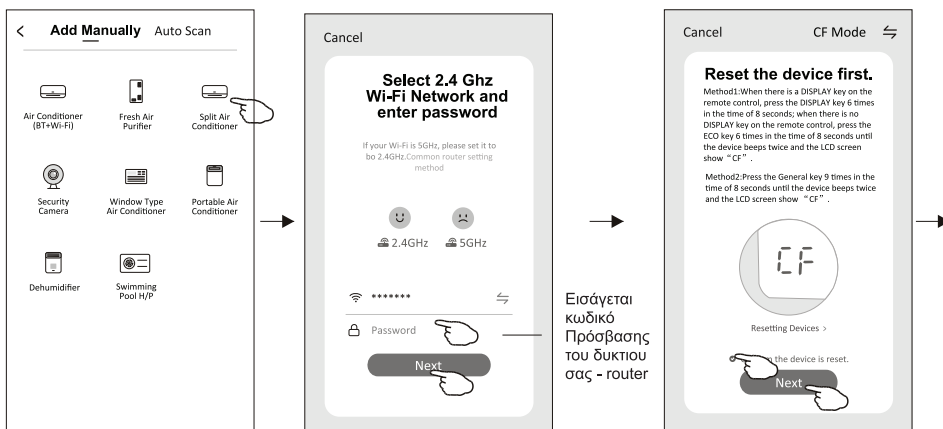 Add Manually Auto Scan
Air Conditioner
(BT+Wi-Fi)
Fresh Air
Purifier
Split Air
Conditioner
Security
Camera
Window Type
Air Conditioner
Portable Air
Conditioner
Dehumidifier
Swimming
Pool H/P
Cancel
Select 2.4 Ghz
Wi-Fi Network and
enter password
If your Wi-Fi is 5GHz, please set it to
bo 2.4GHz.Common router setting
method
2.4GHz 5GHz
*******
Password
Next
Εισάγεται
κωδικό
Πρόσβασης
του δυκτιου
σας - router
Cancel CF Mode
Reset the device first.
Method1:When there is a DISPLAY key on the
remote control, press the DISPLAY key 6 times
in the time of 8 seconds; when there is no
DISPLAY key on the remote control, press the
ECO key 6 times in the time of 8 seconds until
the device beeps twice and the LCD screen
show “CF” .
Method2:Press the General key 9 times in the
time of 8 seconds until the device beeps twice
and the LCD screen show “CF” .
CF
Resetting Devices >
the device is reset.
Next